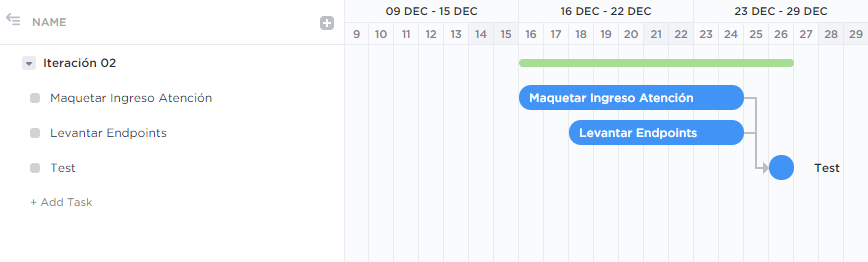 NAME
09 DEC - 15 DEC 16 DEC - 22 DEC 23 DEC - 29 DEC
9 10 11 12 13 14 15 16 17 18 19 20 21 22 23 24 25 26 27 28 29
Iteración 02
Maquetar Ingreso Atención Maquetar Ingreso Atención
Levantar Endpoints Levantar Endpoints
Test Test
+ Add Task